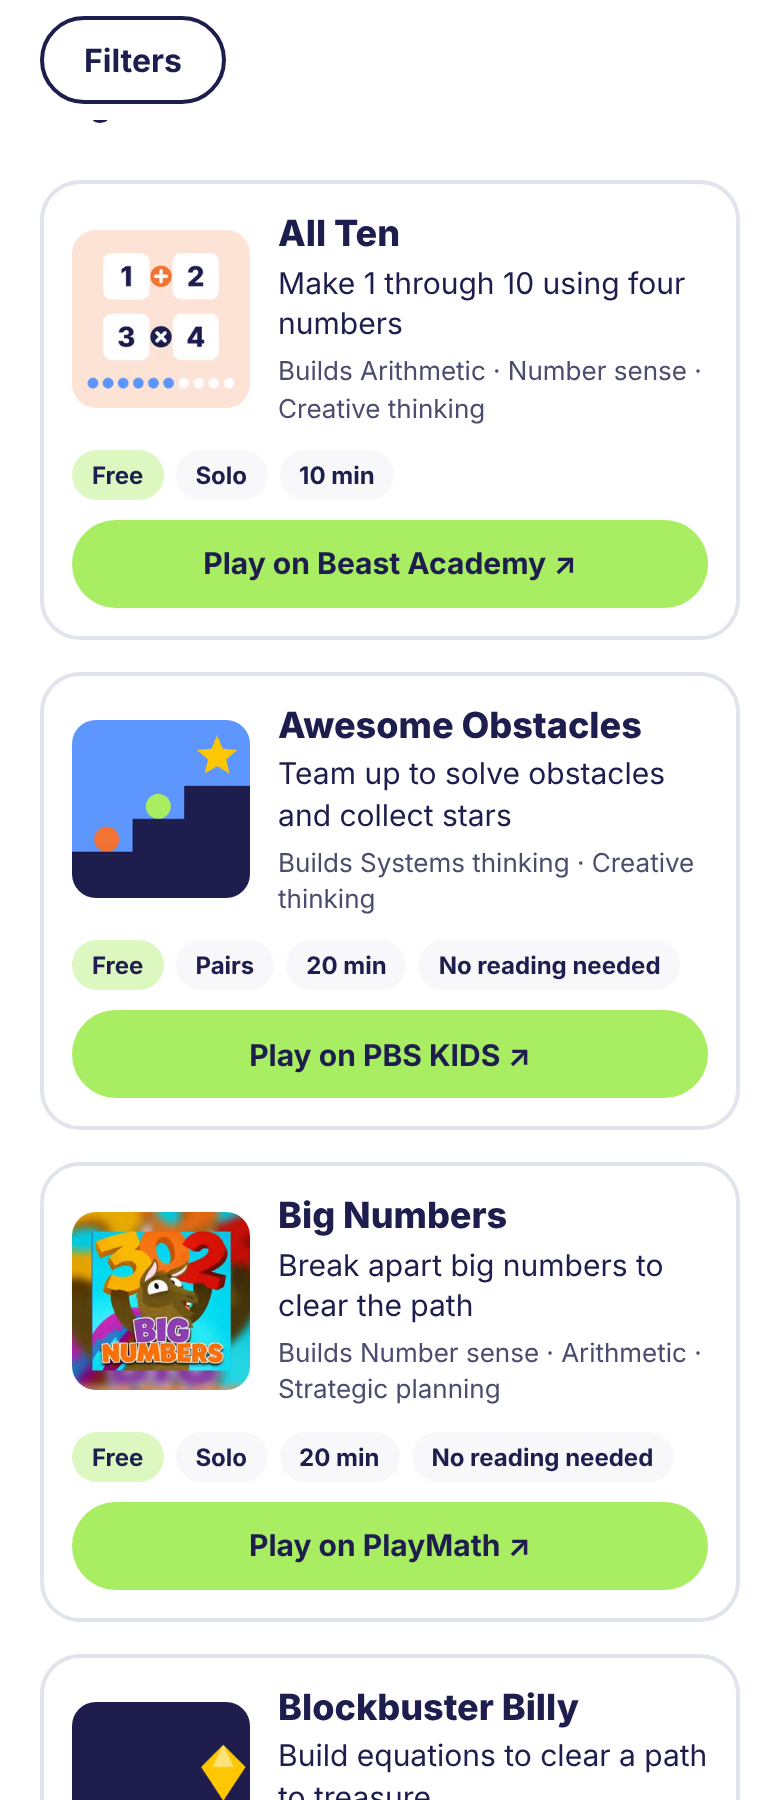 Filters
All Ten
Make 1 through 10 using four
numbers
Builds Arithmetic · Number sense ·
Creative thinking
1 + 2
3 × 4
Free Solo 10 min
Play on Beast Academy ↗
Awesome Obstacles
Team up to solve obstacles
and collect stars
Builds Systems thinking · Creative
thinking
Free Pairs 20 min No reading needed
Play on PBS KIDS ↗
Big Numbers
Break apart big numbers to
clear the path
Builds Number sense · Arithmetic ·
Strategic planning
302
BIG
NUMBERS
Free Solo 20 min No reading needed
Play on PlayMath ↗
Blockbuster Billy
Build equations to clear a path
to treasure